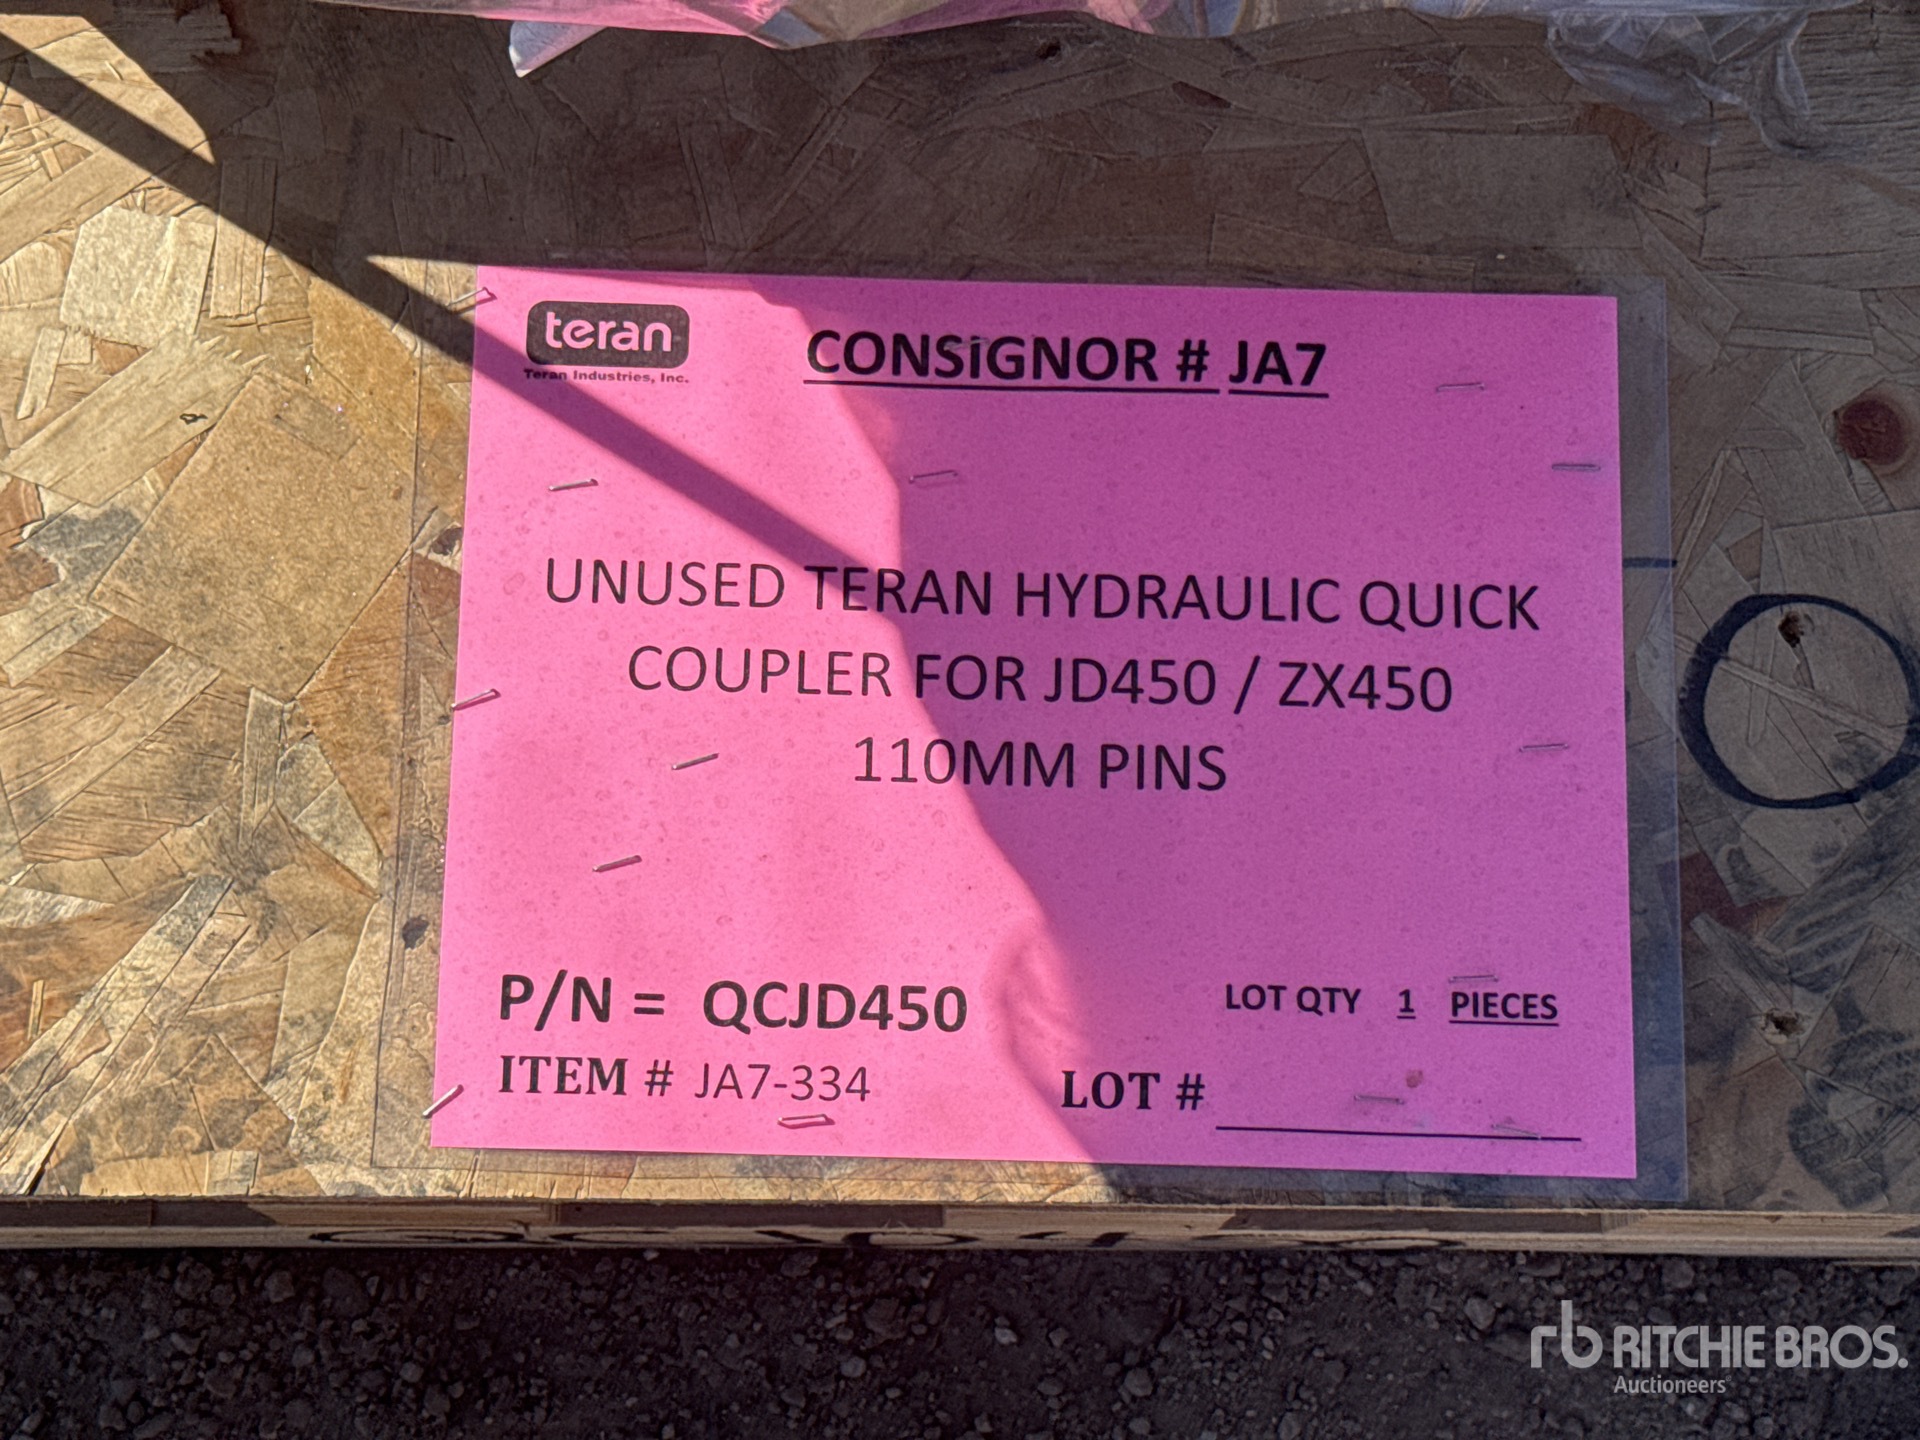 teran
Teran Industries, Inc.
CONSIGNOR # JA7
UNUSED TERAN HYDRAULIC QUICK
COUPLER FOR JD450 / ZX450
110MM PINS
P/N = QCJD450
LOT QTY 1 PIECES
ITEM # JA7-334
LOT #
rb RITCHIE BROS.
Auctioneers